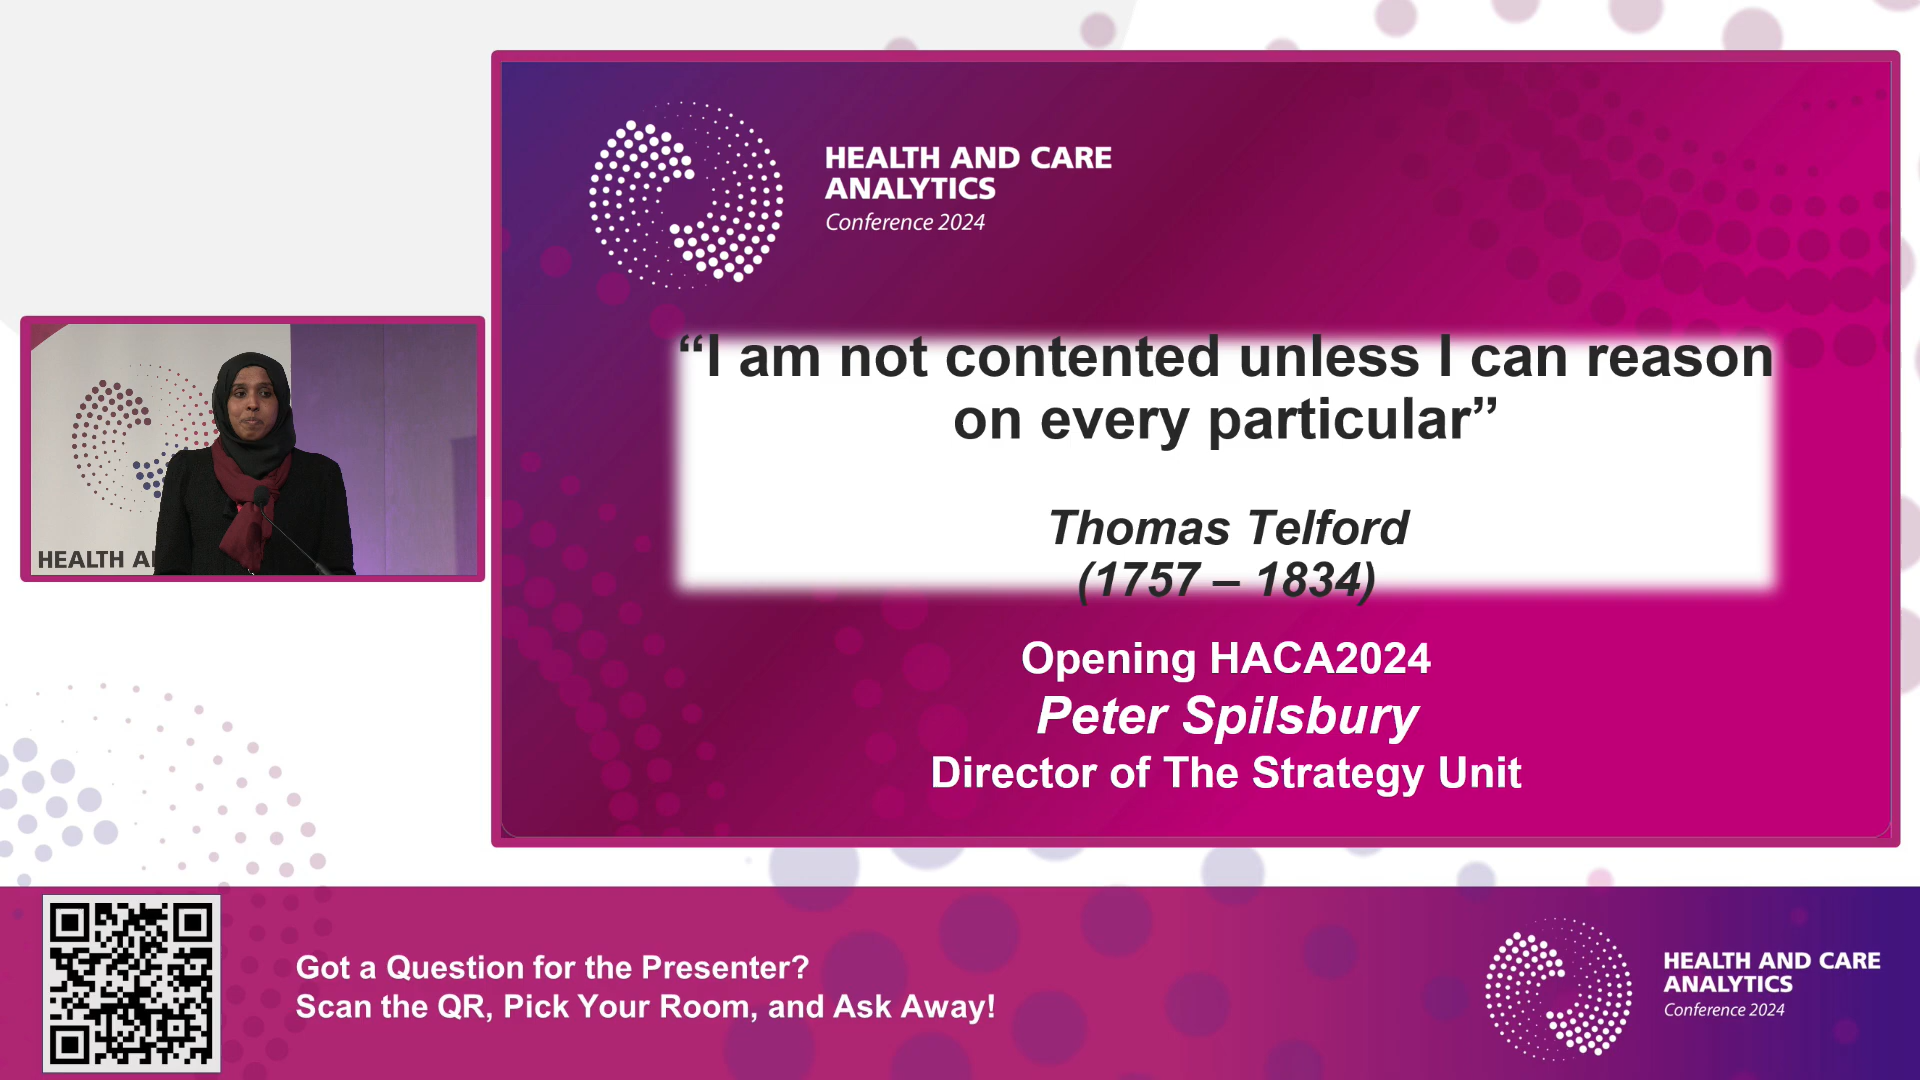 HEALTH AND CARE
ANALYTICS
Conference 2024
“I am not contented unless I can reason
on every particular”
Thomas Telford
(1757 – 1834)
Opening HACA2024
Peter Spilsbury
Director of The Strategy Unit
HEALTH A
Got a Question for the Presenter?
Scan the QR, Pick Your Room, and Ask Away!
HEALTH AND CARE
ANALYTICS
Conference 2024